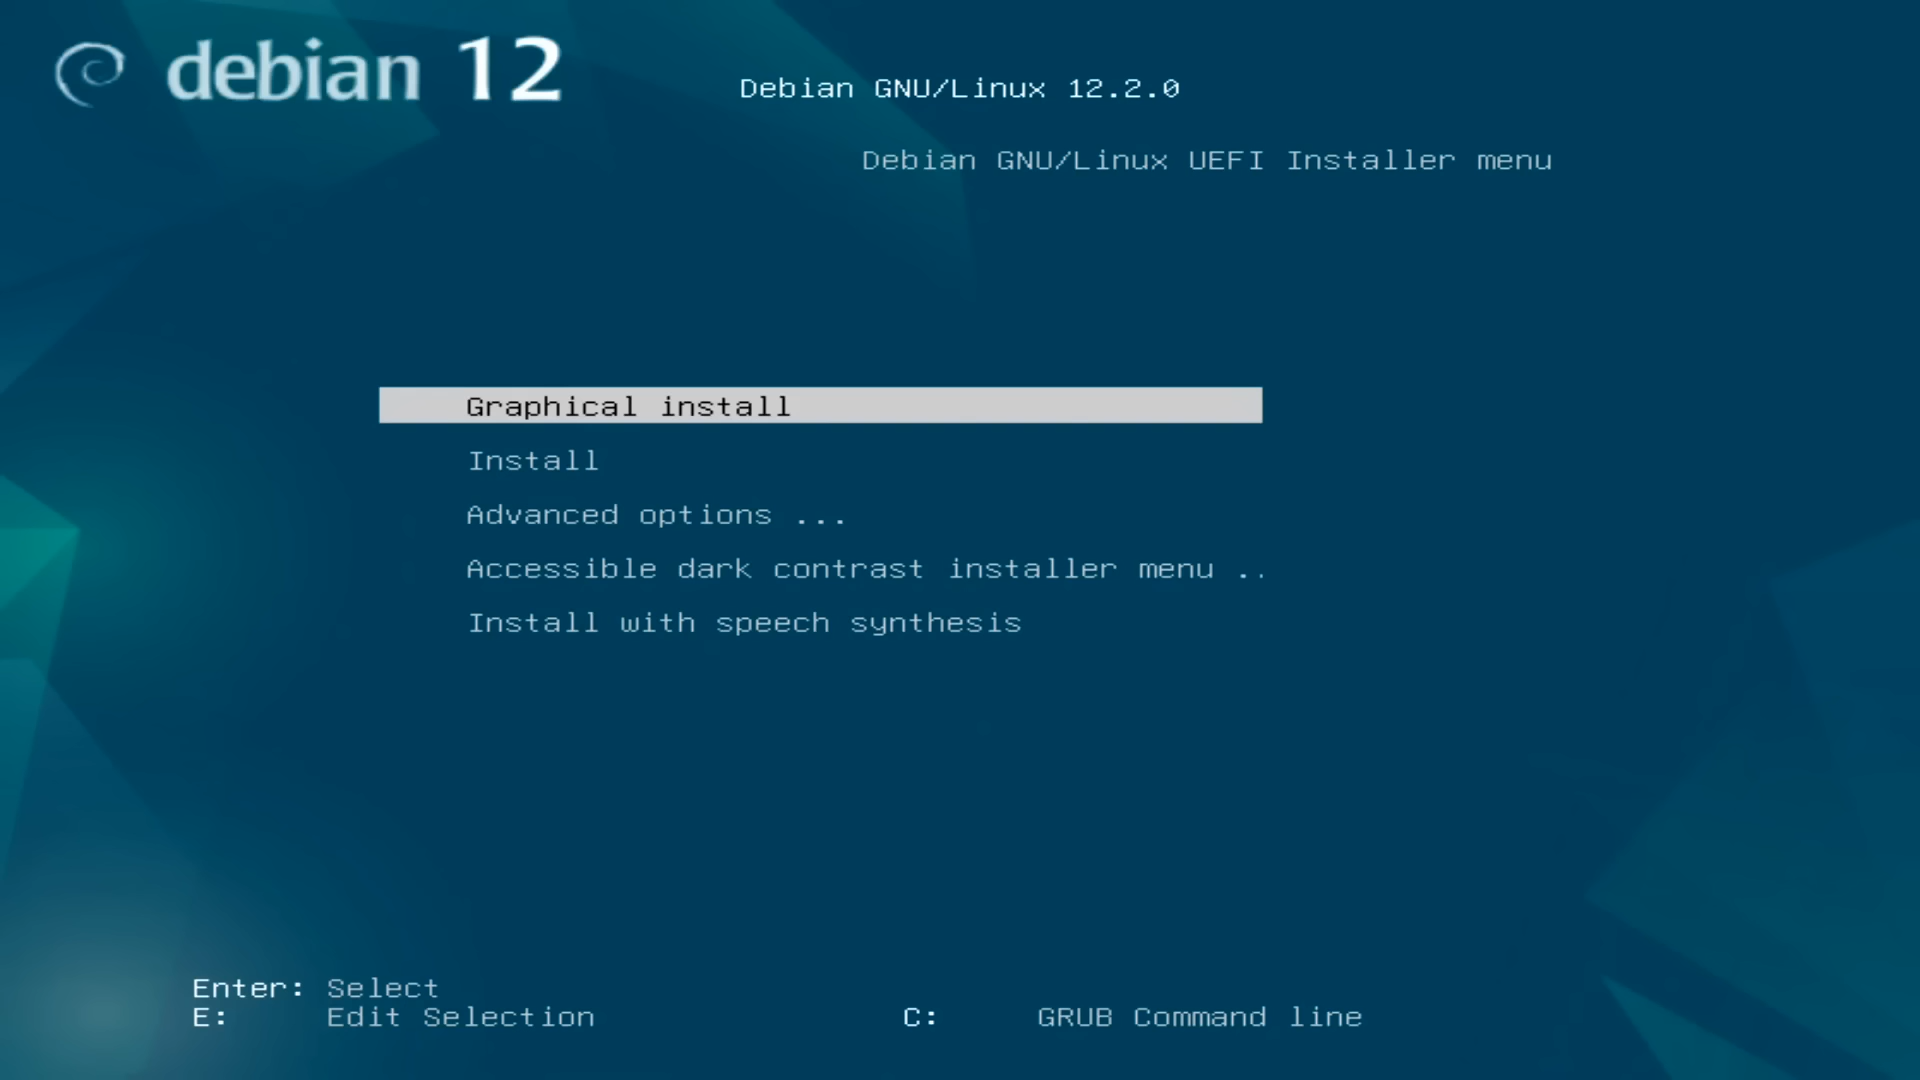 debian 12
Debian GNU/Linux 12.2.0
Debian GNU/Linux UEFI Installer menu
Graphical install
Install
Advanced options ...
Accessible dark contrast installer menu ..
Install with speech synthesis
Enter: Select
E: Edit Selection
C: GRUB Command line